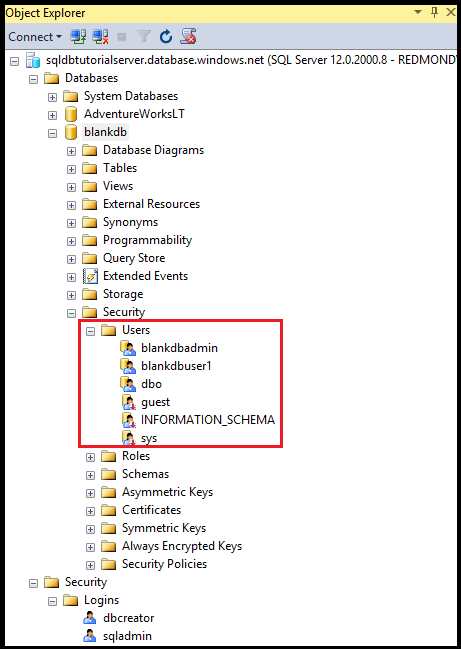 Object Explorer
Connect
sqldbtutorialserver.database.windows.net (SQL Server 12.0.2000.8 - REDMOND
Databases
System Databases
AdventureWorksLT
blankdb
Database Diagrams
Tables
Views
External Resources
Synonyms
Programmability
Query Store
Extended Events
Storage
Security
Users
blankdbadmin
blankdbuser1
dbo
guest
INFORMATION_SCHEMA
sys
Roles
Schemas
Asymmetric Keys
Certificates
Symmetric Keys
Always Encrypted Keys
Security Policies
Security
Logins
dbcreator
sqladmin